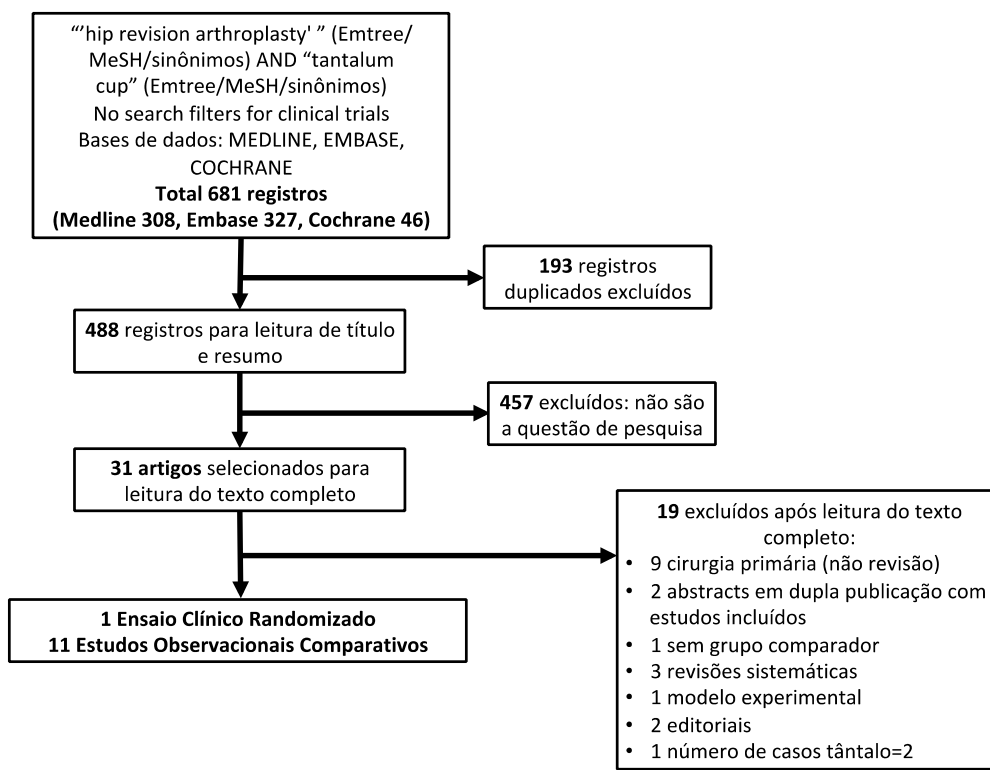 “’hip revision arthroplasty' ” (Emtree/
MeSH/sinônimos) AND “tantalum
cup” (Emtree/MeSH/sinônimos)
No search filters for clinical trials
Bases de dados: MEDLINE, EMBASE,
COCHRANE
Total 681 registros
(Medline 308, Embase 327, Cochrane 46)
193 registros
duplicados excluídos
488 registros para leitura de título
e resumo
457 excluídos: não são
a questão de pesquisa
31 artigos selecionados para
leitura do texto completo
19 excluídos após leitura do texto
completo:
• 9 cirurgia primária (não revisão)
• 2 abstracts em dupla publicação com
estudos incluídos
• 1 sem grupo comparador
• 3 revisões sistemáticas
• 1 modelo experimental
• 2 editoriais
• 1 número de casos tântalo=2
1 Ensaio Clínico Randomizado
11 Estudos Observacionais Comparativos